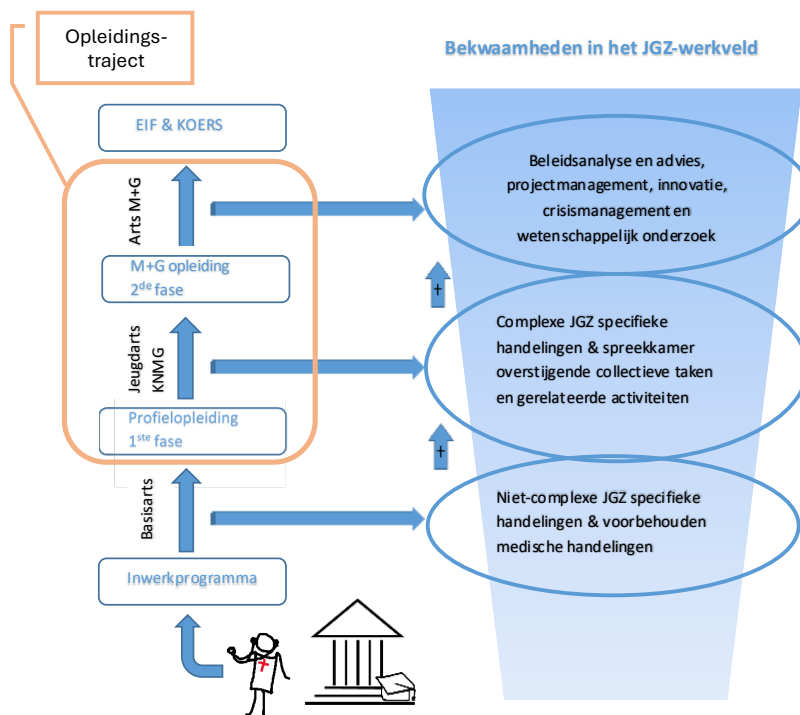 Opleidings-
traject
Bekwaamheden in het JGZ-werkveld
EIF & KOERS
Arts M+G
Beleidsanalyse en advies,
projectmanagement, innovatie,
crisismanagement en
wetenschappelijk onderzoek
M+G opleiding
2de fase
Jeugdarts
KNMG
Complexe JGZ specifieke
handelingen & spreekkamer
overstijgende collectieve taken
en gerelateerde activiteiten
Profielopleiding
1ste fase
Basisarts
Niet-complexe JGZ specifieke
handelingen & voorbehouden
medische handelingen
Inwerkprogramma